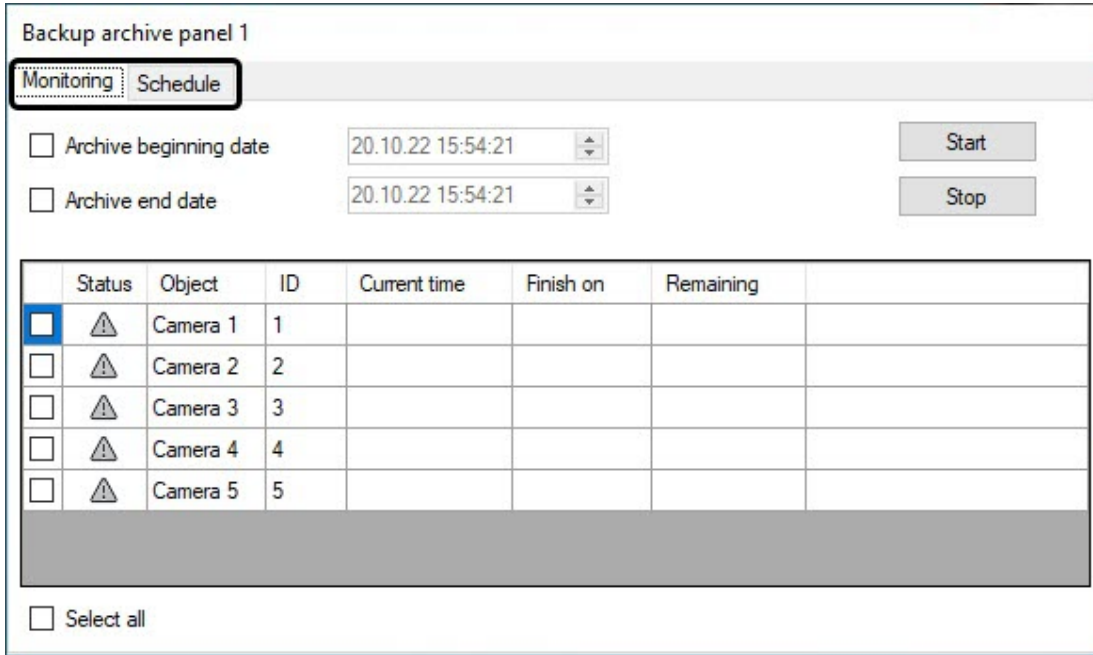 Backup archive panel 1
Monitoring Schedule
Archive beginning date 20.10.22 15:54:21 Start
Archive end date 20.10.22 15:54:21 Stop
Status Object ID Current time Finish on Remaining
Camera 1 1
Camera 2 2
Camera 3 3
Camera 4 4
Camera 5 5
Select all